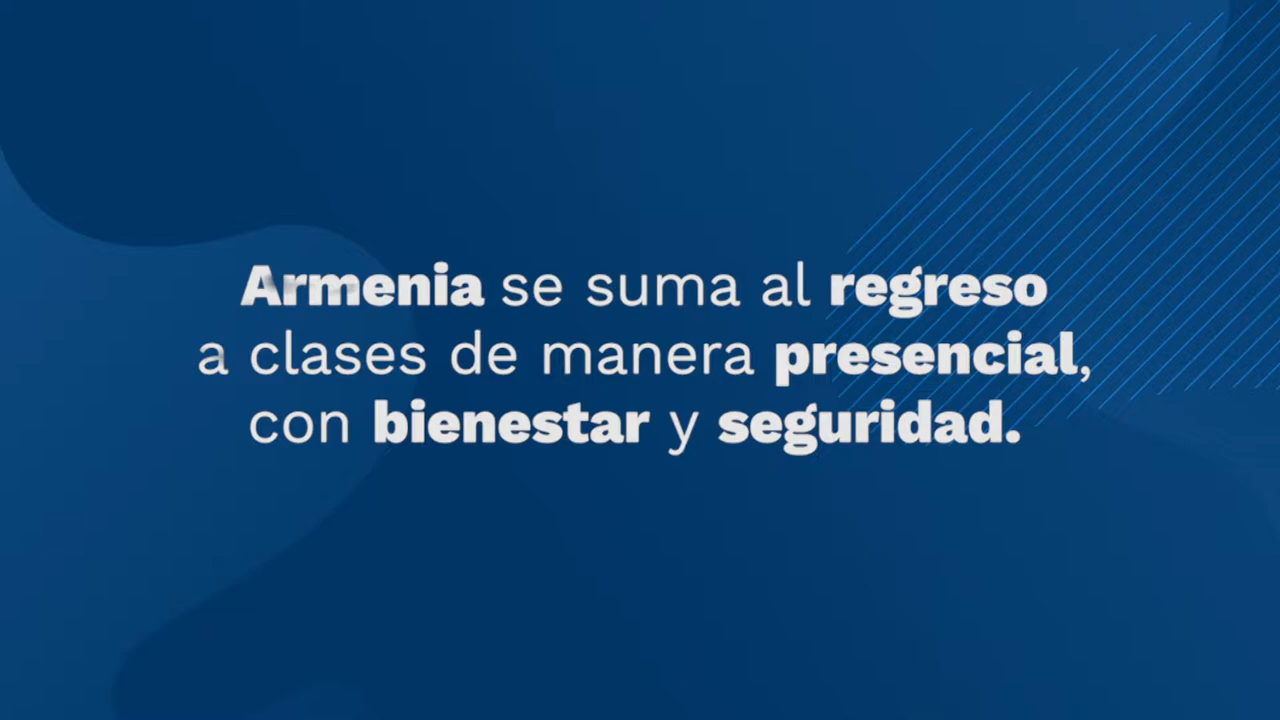 Armenia se suma al regreso
a clases de manera presencial,
con bienestar y seguridad.